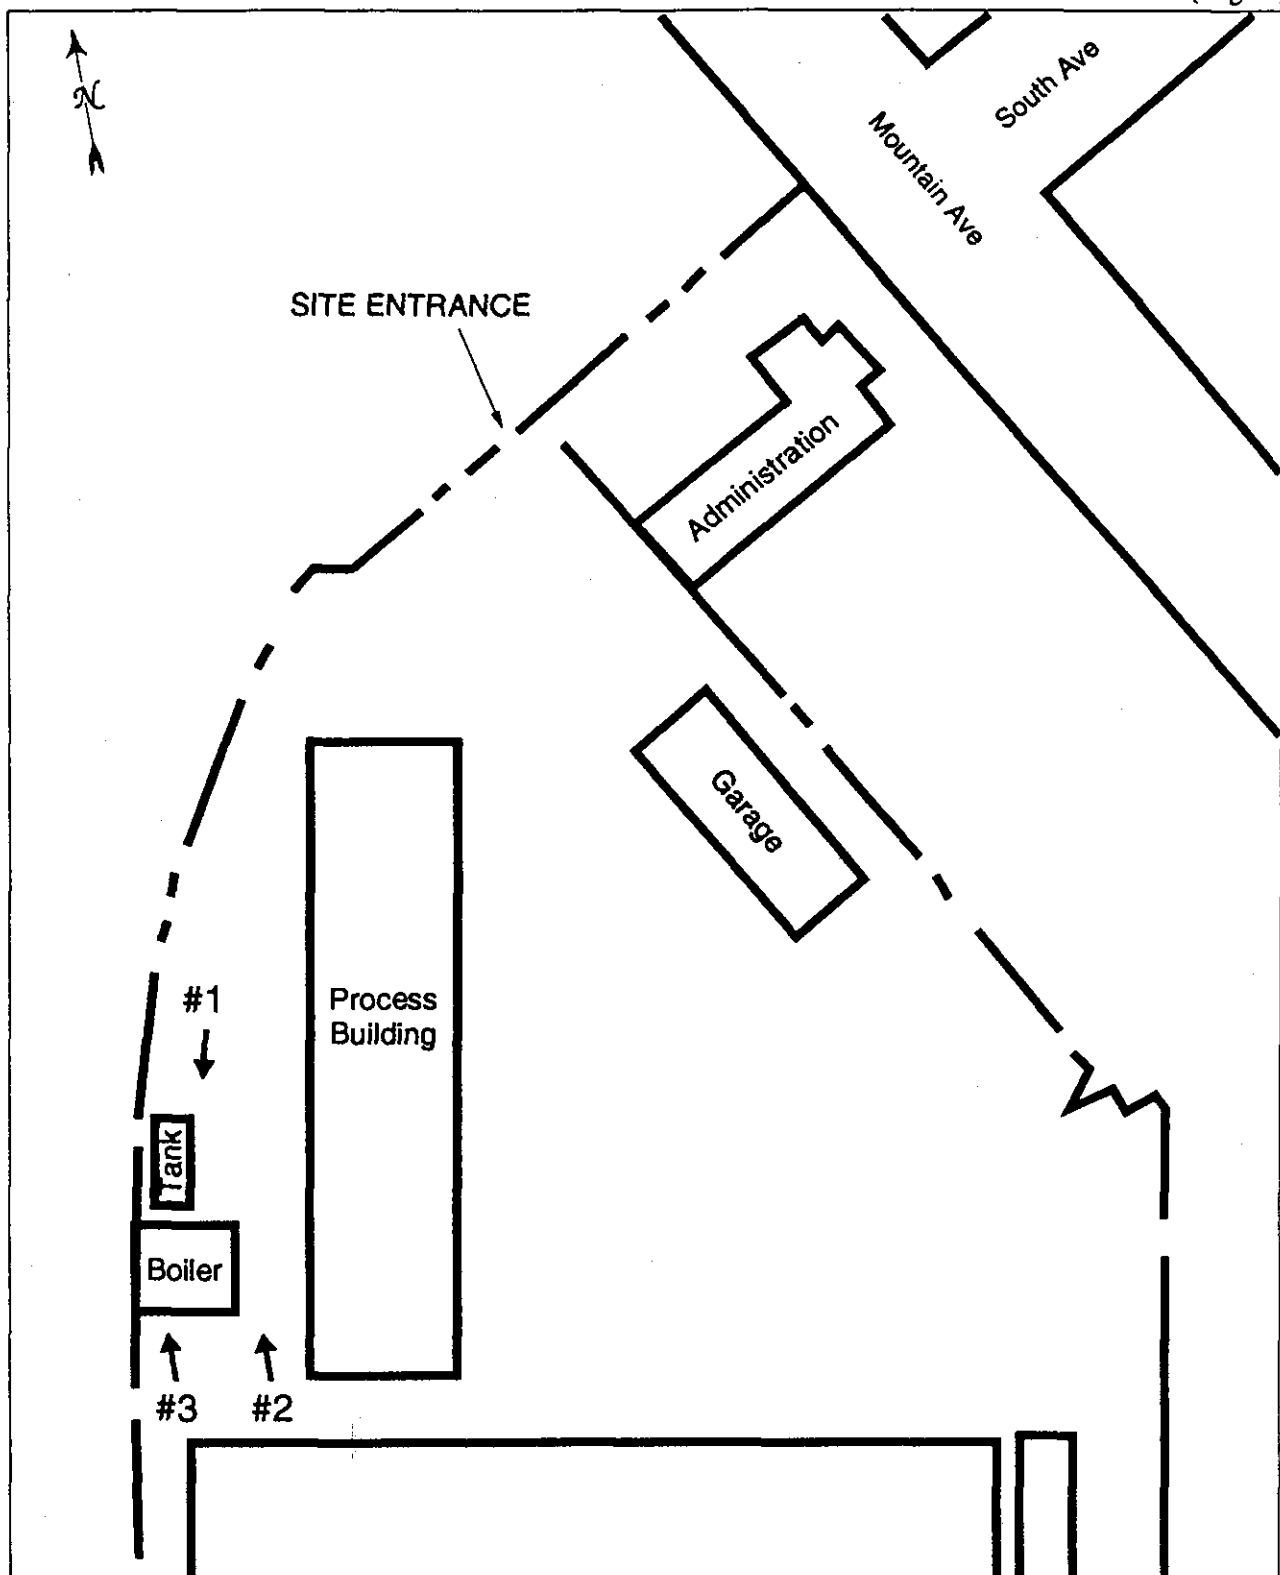 N
South Ave
Mountain Ave
SITE ENTRANCE
Administration
Garage
#1
Process
Building
Tank
Boiler
#3
#2